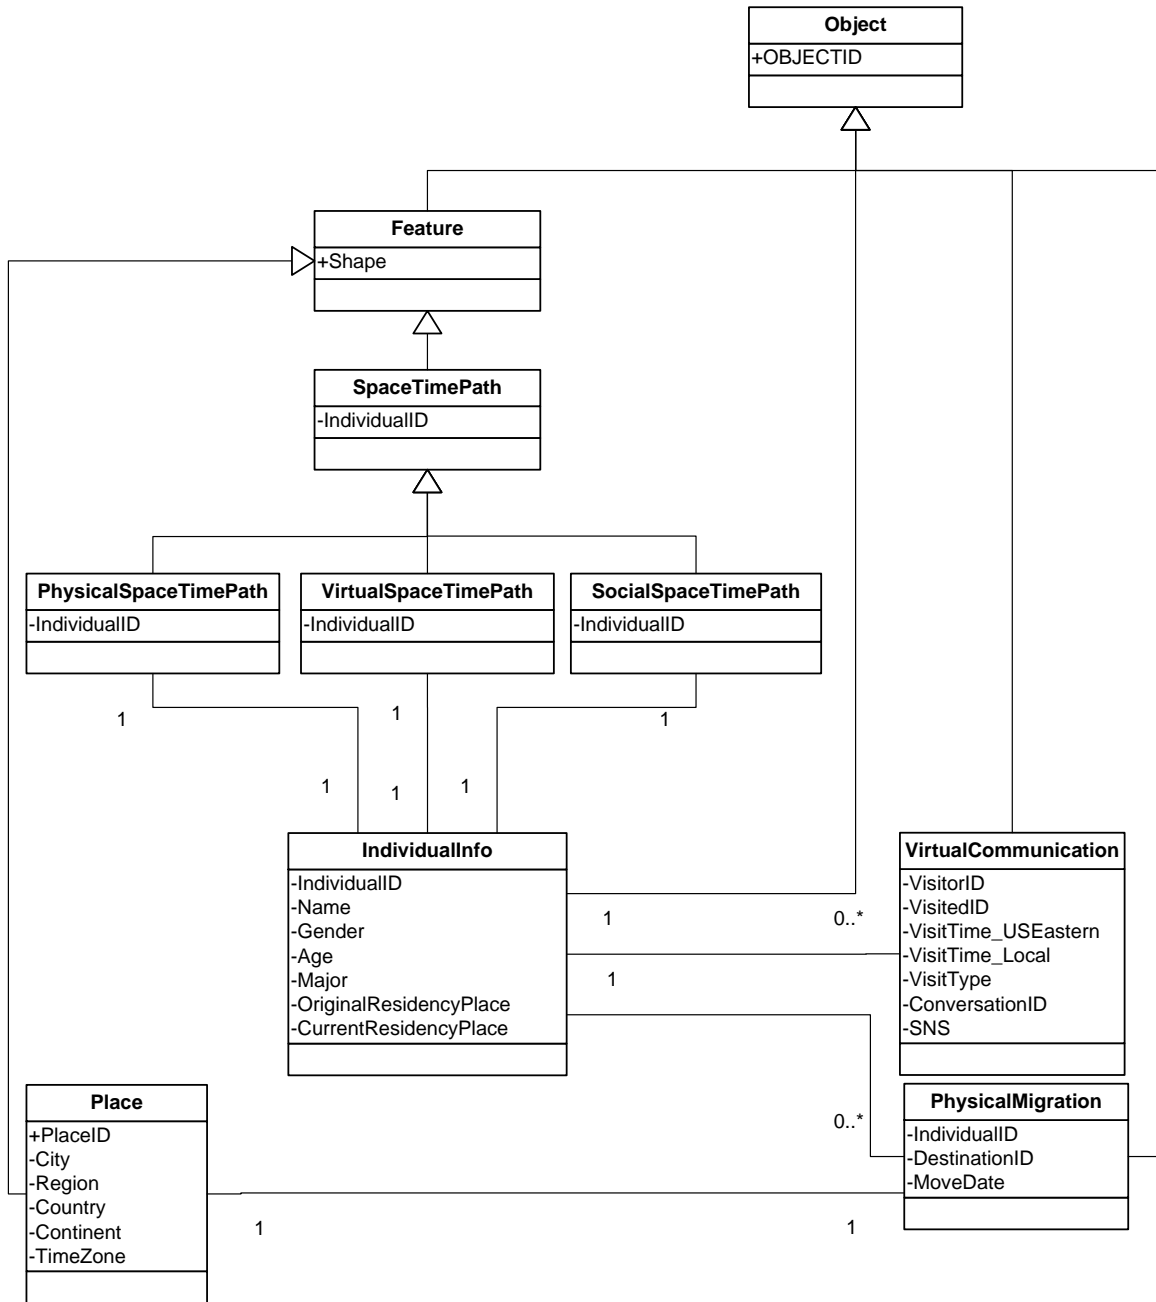 Object
+OBJECTID
Feature
+Shape
SpaceTimePath
-IndividualID
PhysicalSpaceTimePath
-IndividualID
VirtualSpaceTimePath
-IndividualID
SocialSpaceTimePath
-IndividualID
1
1
1
1
1
1
IndividualInfo
-IndividualID
-Name
-Gender
-Age
-Major
-OriginalResidencyPlace
-CurrentResidencyPlace
VirtualCommunication
-VisitorID
-VisitedID
-VisitTime_USEastern
-VisitTime_Local
-VisitType
-ConversationID
-SNS
1
0..*
1
0..*
Place
+PlaceID
-City
-Region
-Country
-Continent
-TimeZone
PhysicalMigration
-IndividualID
-DestinationID
-MoveDate
1
1